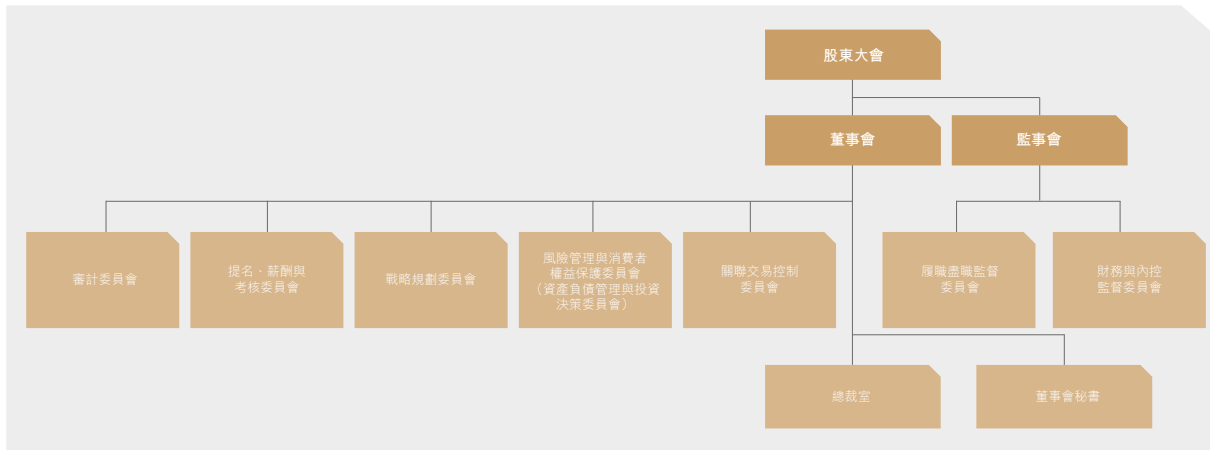 股東大會
董事會
監事會
審計委員會
提名．薪酬與
考核委員會
戰略規劃委員會
風險管理與消費者
權益保護委員會
（資產負債管理與投資
決策委員會）
關聯交易控制
委員會
履職盡職監督
委員會
財務與內控
監督委員會
總裁室
董事會秘書